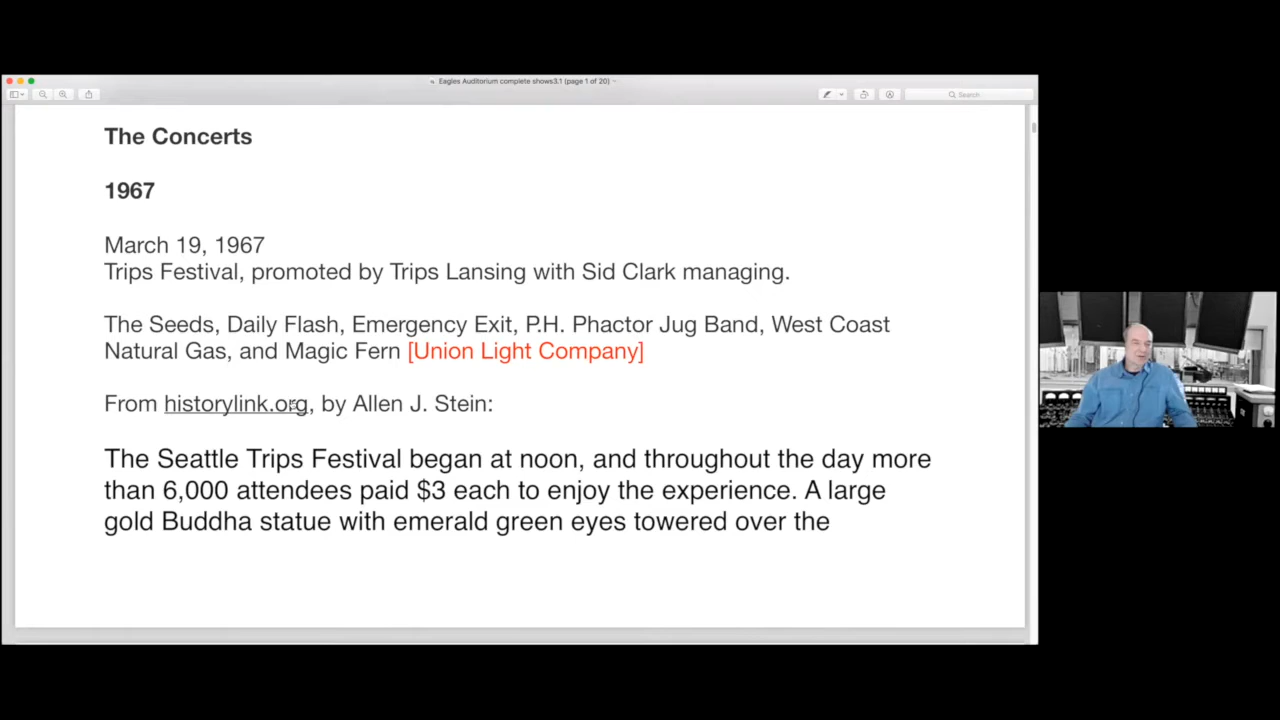 Eagles Auditorium complete shows3.1 (page 1 of 20)
Search
The Concerts
1967
March 19, 1967
Trips Festival, promoted by Trips Lansing with Sid Clark managing.
The Seeds, Daily Flash, Emergency Exit, P.H. Phactor Jug Band, West Coast
Natural Gas, and Magic Fern [Union Light Company]
From historylink.org, by Allen J. Stein:
The Seattle Trips Festival began at noon, and throughout the day more
than 6,000 attendees paid $3 each to enjoy the experience. A large
gold Buddha statue with emerald green eyes towered over the